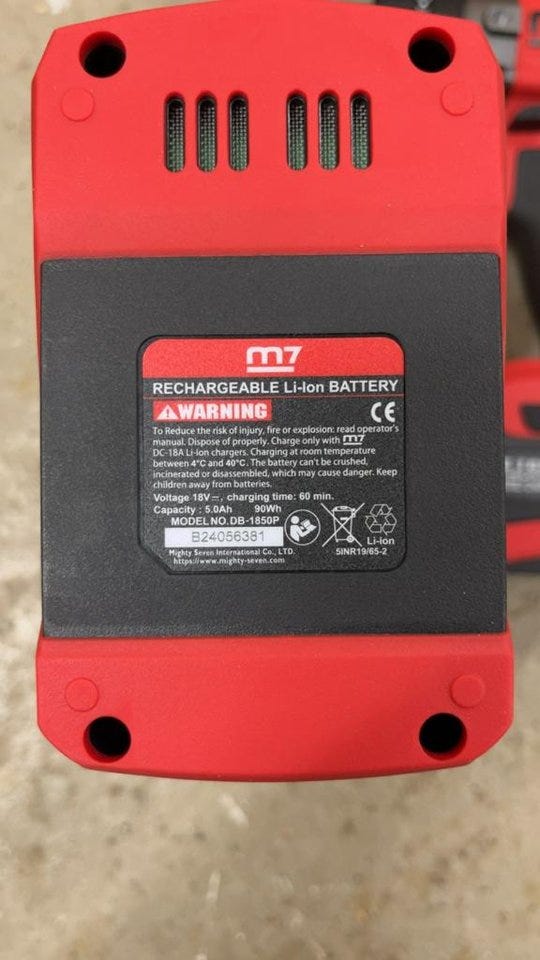 m7
RECHARGEABLE Li-Ion BATTERY
WARNING
CE
To Reduce the risk of injury, fire or explosion: read operator's
manual. Dispose of properly. Charge only with m7
DC-18A Li-ion chargers. Charging at room temperature
between 4°C and 40°C. The battery can't be crushed,
incinerated or disassembled, which may cause danger. Keep
children away from batteries.
Voltage 18V⎓, charging time: 60 min.
Capacity : 5.0Ah 90Wh
MODEL NO. DB-1850P
B24056381
Li-Ion
Mighty Seven International Co., LTD.
5INR19/65-2
https://www.mighty-seven.com